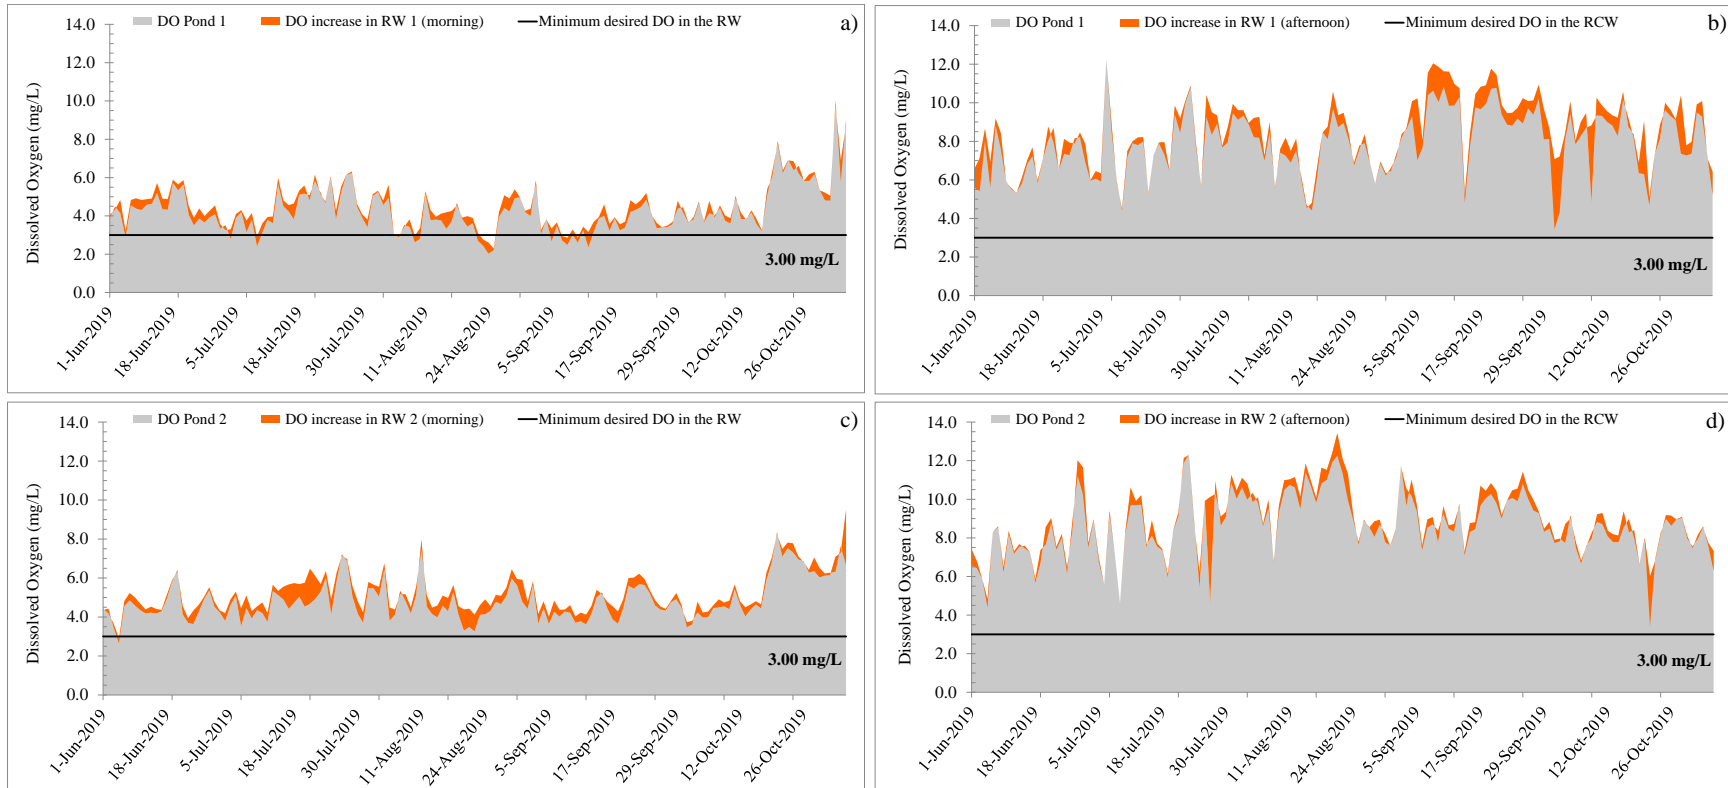 DO Pond 1 DO increase in RW 1 (morning) Minimum desired DO in the RW a)
Dissolved Oxygen (mg/L)
14.0
12.0
10.0
8.0
6.0
4.0
2.0
0.0
3.00 mg/L
1-Jun-2019 18-Jun-2019 5-Jul-2019 18-Jul-2019 30-Jul-2019 11-Aug-2019 24-Aug-2019 5-Sep-2019 17-Sep-2019 29-Sep-2019 12-Oct-2019 26-Oct-2019
DO Pond 1 DO increase in RW 1 (afternoon) Minimum desired DO in the RCW b)
Dissolved Oxygen (mg/L)
14.0
12.0
10.0
8.0
6.0
4.0
2.0
0.0
3.00 mg/L
1-Jun-2019 18-Jun-2019 5-Jul-2019 18-Jul-2019 30-Jul-2019 11-Aug-2019 24-Aug-2019 5-Sep-2019 17-Sep-2019 29-Sep-2019 12-Oct-2019 26-Oct-2019
DO Pond 2 DO increase in RW 2 (morning) Minimum desired DO in the RW c)
Dissolved Oxygen (mg/L)
14.0
12.0
10.0
8.0
6.0
4.0
2.0
0.0
3.00 mg/L
1-Jun-2019 18-Jun-2019 5-Jul-2019 18-Jul-2019 30-Jul-2019 11-Aug-2019 24-Aug-2019 5-Sep-2019 17-Sep-2019 29-Sep-2019 12-Oct-2019 26-Oct-2019
DO Pond 2 DO increase in RW 2 (afternoon) Minimum desired DO in the RCW d)
Dissolved Oxygen (mg/L)
14.0
12.0
10.0
8.0
6.0
4.0
2.0
0.0
3.00 mg/L
1-Jun-2019 18-Jun-2019 5-Jul-2019 18-Jul-2019 30-Jul-2019 11-Aug-2019 24-Aug-2019 5-Sep-2019 17-Sep-2019 29-Sep-2019 12-Oct-2019 26-Oct-2019